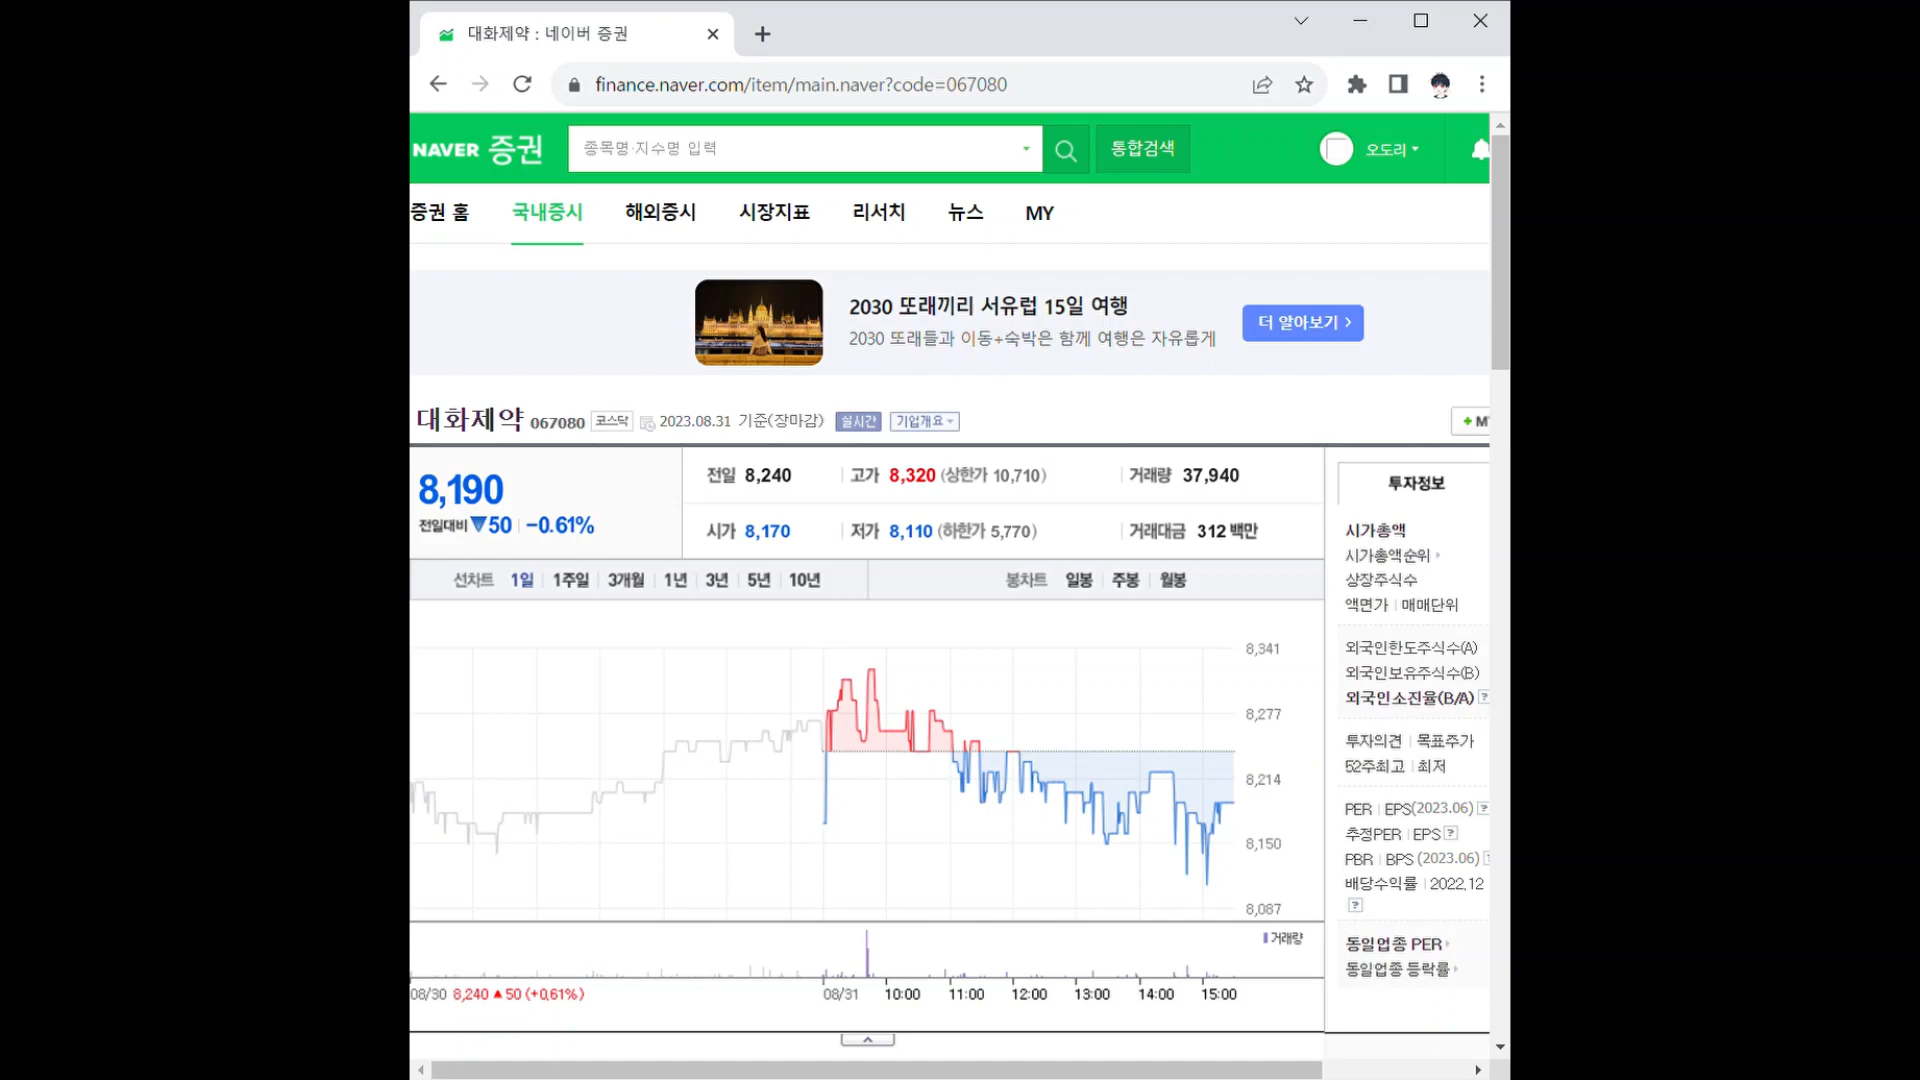 대화제약 : 네이버 증권
finance.naver.com/item/main.naver?code=067080
NAVER 증권
종목명·지수명 입력
통합검색
오도리
증권 홈 국내증시 해외증시 시장지표 리서치 뉴스 MY
2030 또래끼리 서유럽 15일 여행
2030 또래들과 이동+숙박은 함께 여행은 자유롭게
더 알아보기 >
대화제약 067080 코스닥 2023.08.31 기준(장마감) 실시간 기업개요
8,190
전일대비 ▼50 | -0.61%
전일 8,240 고가 8,320 (상한가 10,710) 거래량 37,940
시가 8,170 저가 8,110 (하한가 5,770) 거래대금 312 백만
선차트 1일 1주일 3개월 1년 3년 5년 10년
봉차트 일봉 주봉 월봉
8,341
8,277
8,214
8,150
8,087
거래량
08/30 8,240 ▲50 (+0.61%)
08/31 10:00 11:00 12:00 13:00 14:00 15:00
투자정보
시가총액
시가총액순위
상장주식수
액면가 | 매매단위
외국인한도주식수(A)
외국인보유주식수(B)
외국인소진율(B/A) ?
투자의견 | 목표주가
52주최고 | 최저
PER | EPS(2023.06) ?
추정PER | EPS ?
PBR | BPS (2023.06) ?
배당수익률 | 2022.12
?
동일업종 PER
동일업종 등락률